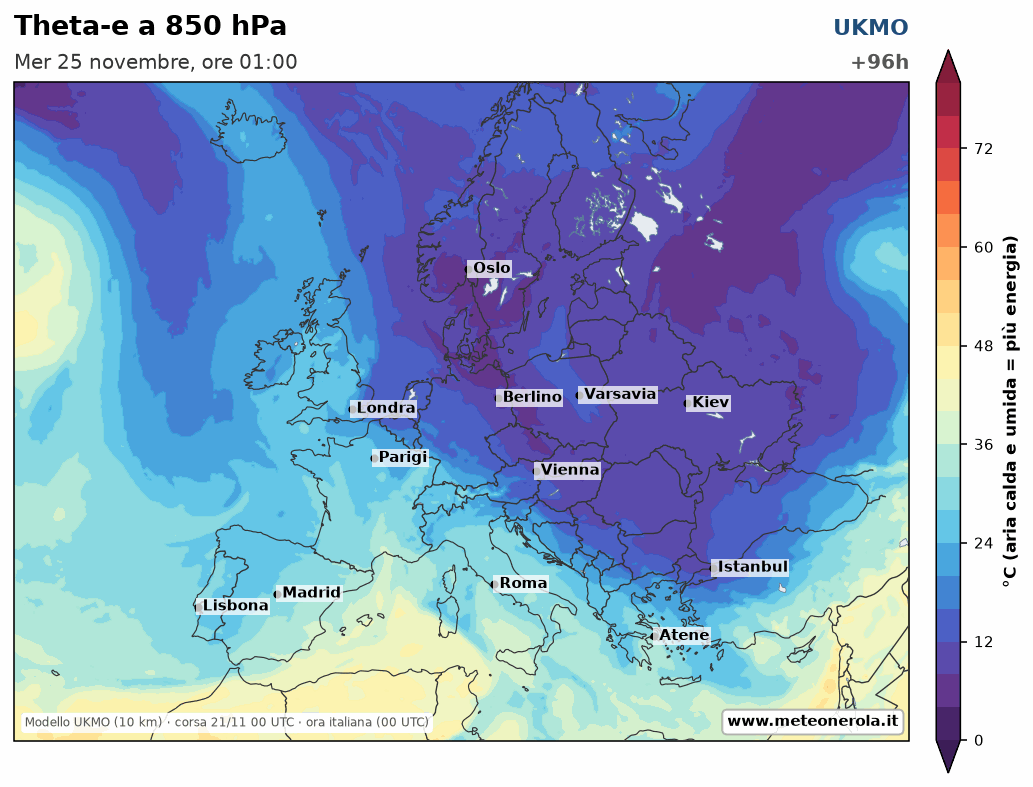 Theta-e a 850 hPa
UKMO
Mer 25 novembre, ore 01:00
+96h
72
60
48
36
24
12
0
°C (aria calda e umida = più energia)
Oslo
Berlino
Varsavia
Kiev
Londra
Parigi
Vienna
Istanbul
Roma
Madrid
Lisbona
Atene
Modello UKMO (10 km) · corsa 21/11 00 UTC · ora italiana (00 UTC)
www.meteonerola.it